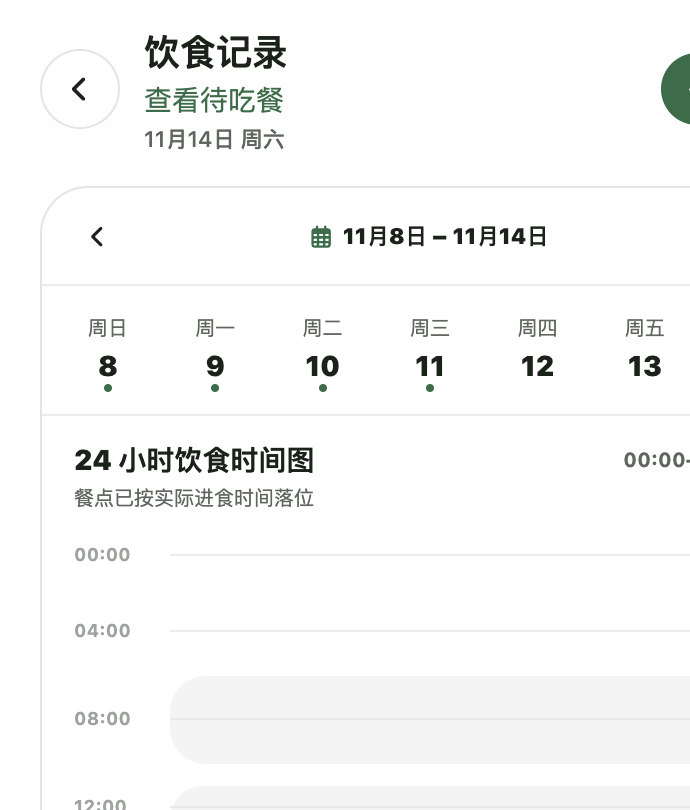 饮食记录
查看待吃餐
11月14日 周六
11月8日 – 11月14日
周日 周一 周二 周三 周四 周五
8 9 10 11 12 13
24 小时饮食时间图
00:00-
餐点已按实际进食时间落位
00:00
04:00
08:00
12:00